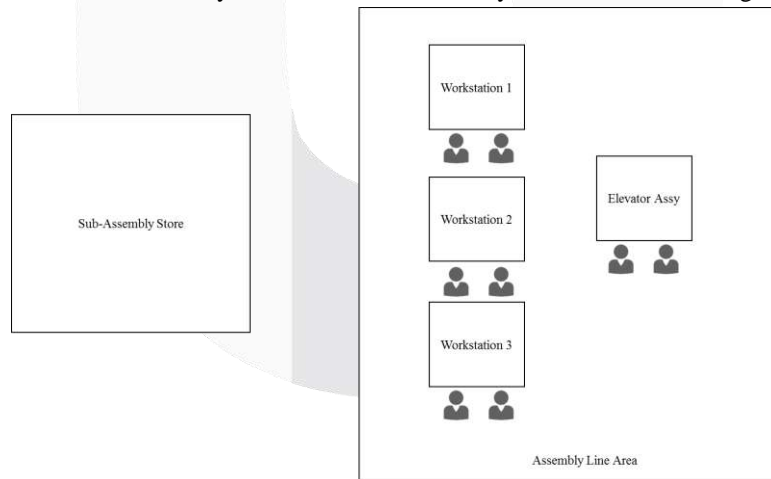 Workstation 1
Sub-Assembly Store
Workstation 2
Elevator Assy
Workstation 3
Assembly Line Area